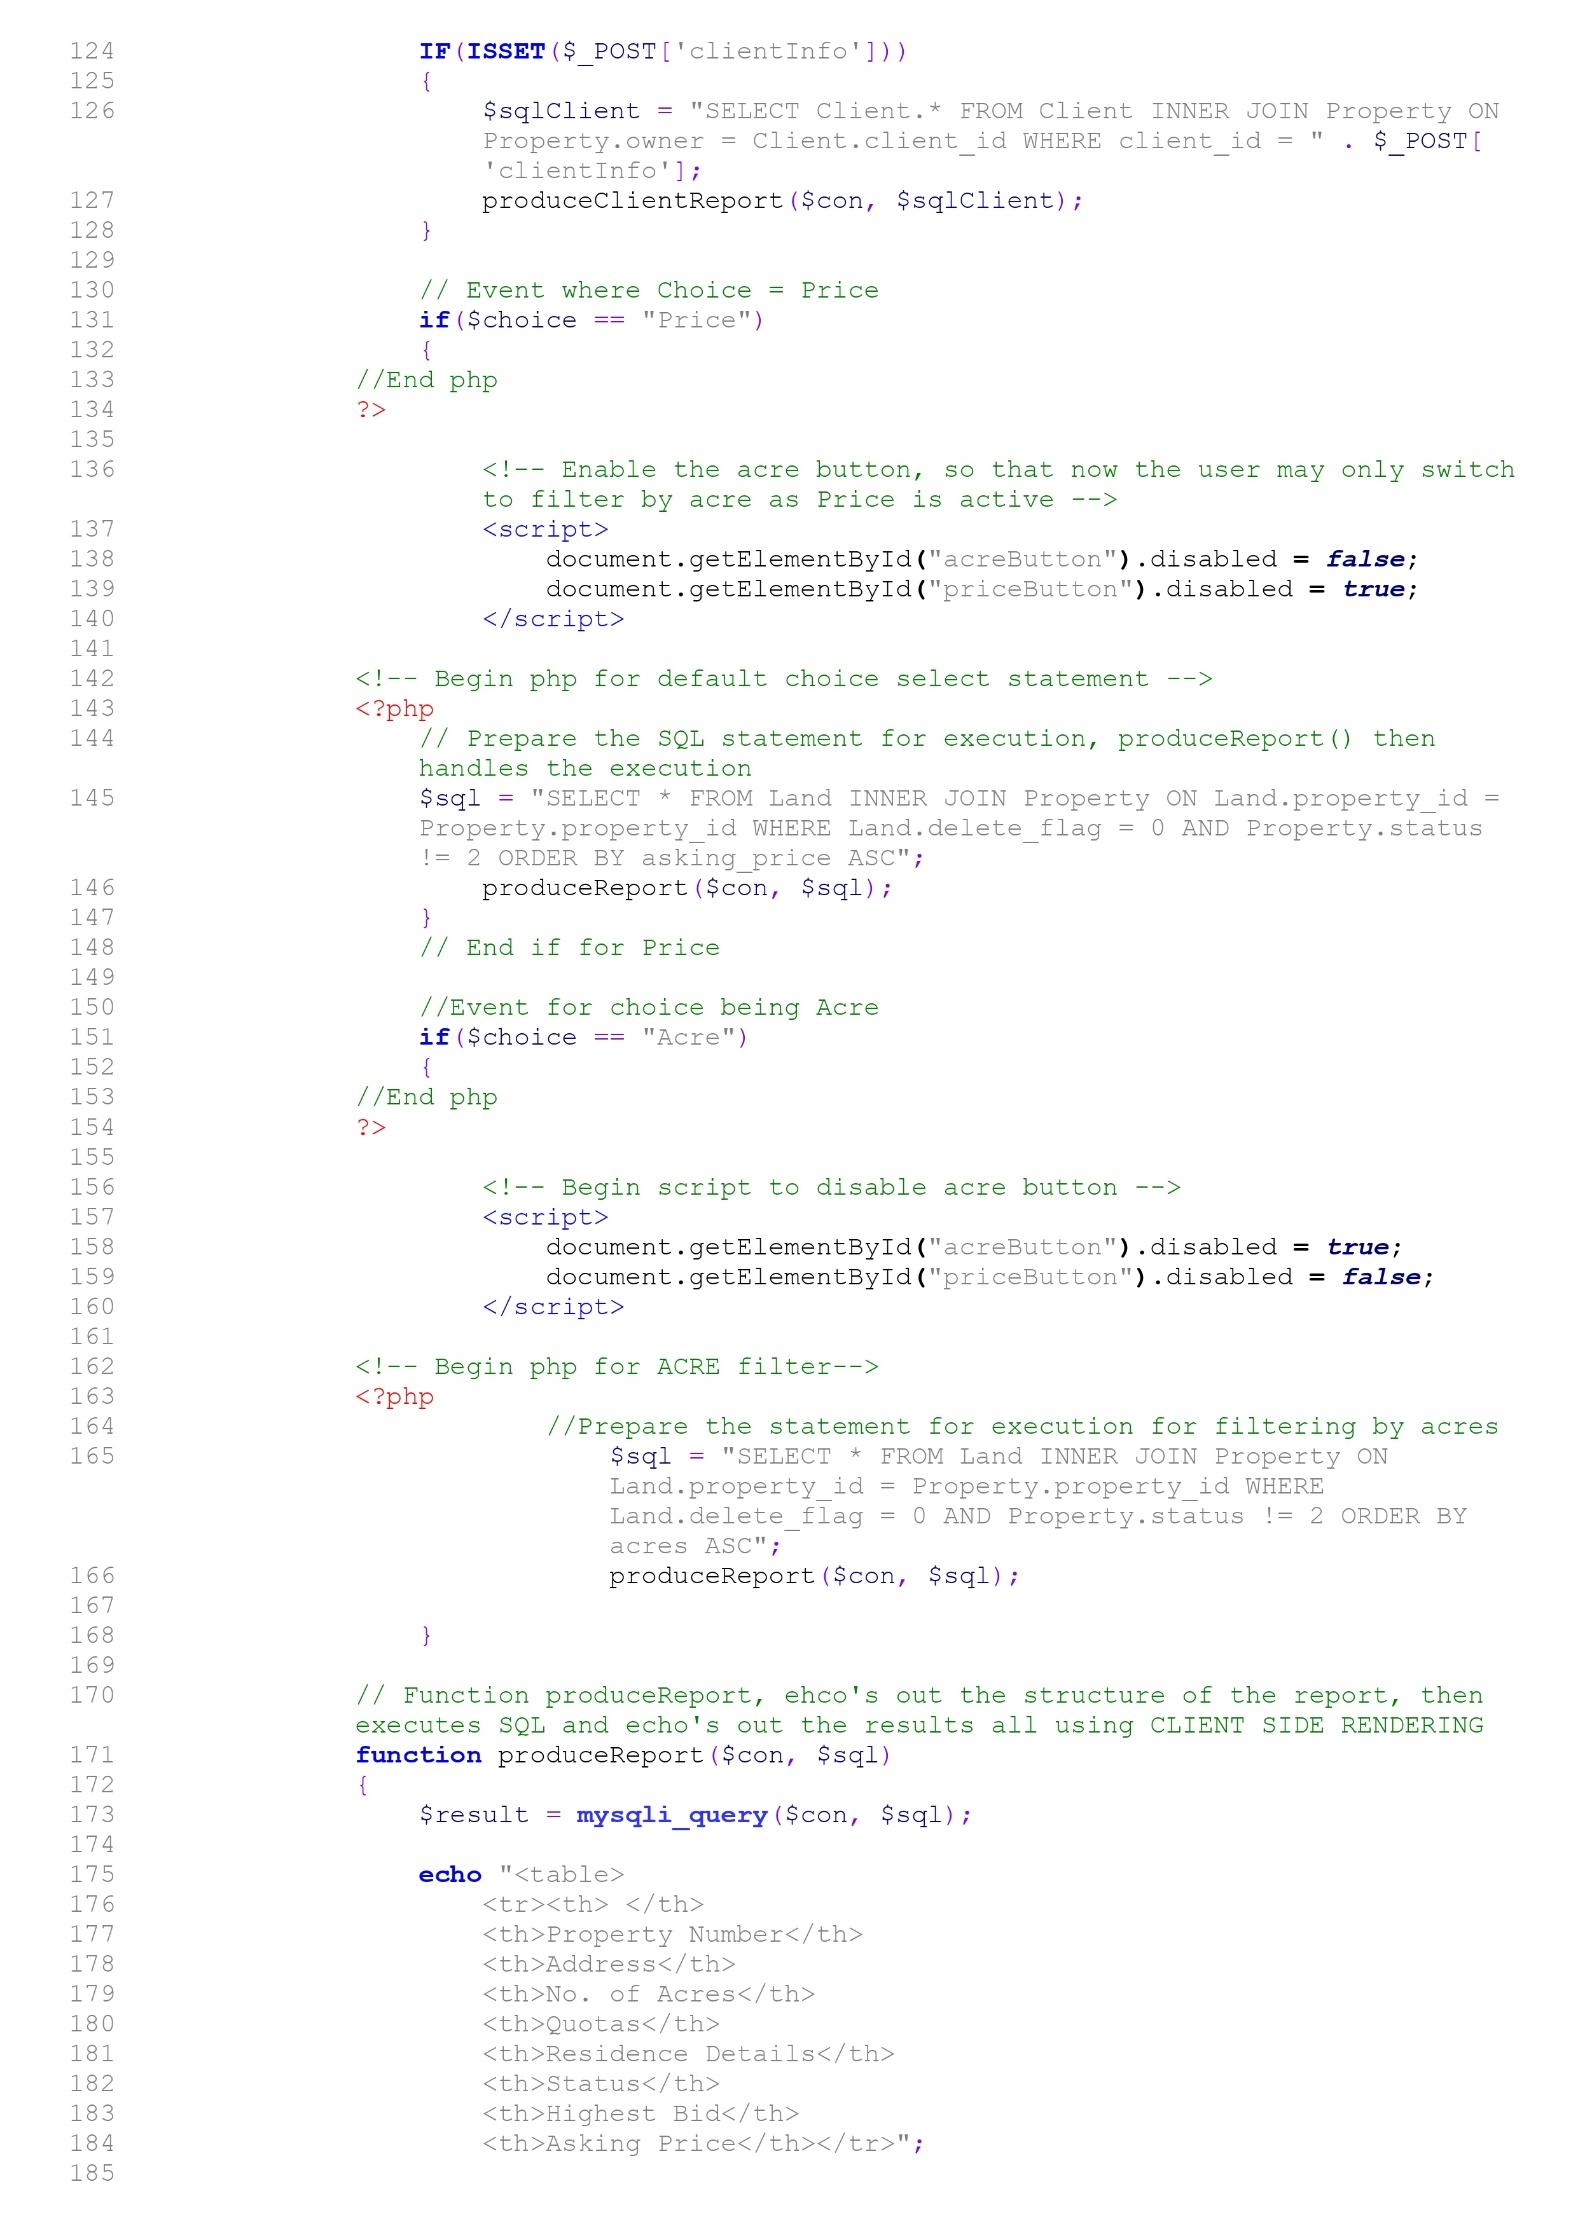 124 IF(ISSET($_POST['clientInfo']))
125 {
126 $sqlClient = "SELECT Client.* FROM Client INNER JOIN Property ON
Property.owner = Client.client_id WHERE client_id = " . $_POST[
'clientInfo'];
127 produceClientReport($con, $sqlClient);
128 }
129
130 // Event where Choice = Price
131 if($choice == "Price")
132 {
133 //End php
134 ?>
135
136 <!-- Enable the acre button, so that now the user may only switch
to filter by acre as Price is active -->
137 <script>
138 document.getElementById("acreButton").disabled = false;
139 document.getElementById("priceButton").disabled = true;
140 </script>
141
142 <!-- Begin php for default choice select statement -->
143 <?php
144 // Prepare the SQL statement for execution, produceReport() then
handles the execution
145 $sql = "SELECT * FROM Land INNER JOIN Property ON Land.property_id =
Property.property_id WHERE Land.delete_flag = 0 AND Property.status
!= 2 ORDER BY asking_price ASC";
146 produceReport($con, $sql);
147 }
148 // End if for Price
149
150 //Event for choice being Acre
151 if($choice == "Acre")
152 {
153 //End php
154 ?>
155
156 <!-- Begin script to disable acre button -->
157 <script>
158 document.getElementById("acreButton").disabled = true;
159 document.getElementById("priceButton").disabled = false;
160 </script>
161
162 <!-- Begin php for ACRE filter-->
163 <?php
164 //Prepare the statement for execution for filtering by acres
165 $sql = "SELECT * FROM Land INNER JOIN Property ON
Land.property_id = Property.property_id WHERE
Land.delete_flag = 0 AND Property.status != 2 ORDER BY
acres ASC";
166 produceReport($con, $sql);
167
168 }
169
170 // Function produceReport, ehco's out the structure of the report, then
executes SQL and echo's out the results all using CLIENT SIDE RENDERING
171 function produceReport($con, $sql)
172 {
173 $result = mysqli_query($con, $sql);
174
175 echo "<table>
176 <tr><th> </th>
177 <th>Property Number</th>
178 <th>Address</th>
179 <th>No. of Acres</th>
180 <th>Quotas</th>
181 <th>Residence Details</th>
182 <th>Status</th>
183 <th>Highest Bid</th>
184 <th>Asking Price</th></tr>";
185